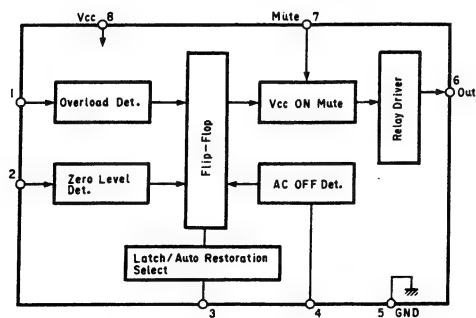 Vcc 8
Mute 7
6
Out
1
Overload Det.
Flip-Flop
Vcc ON Mute
Relay Driver
2
Zero Level
Det.
AC OFF Det.
Latch/Auto Restoration
Select
3
4
5 GND